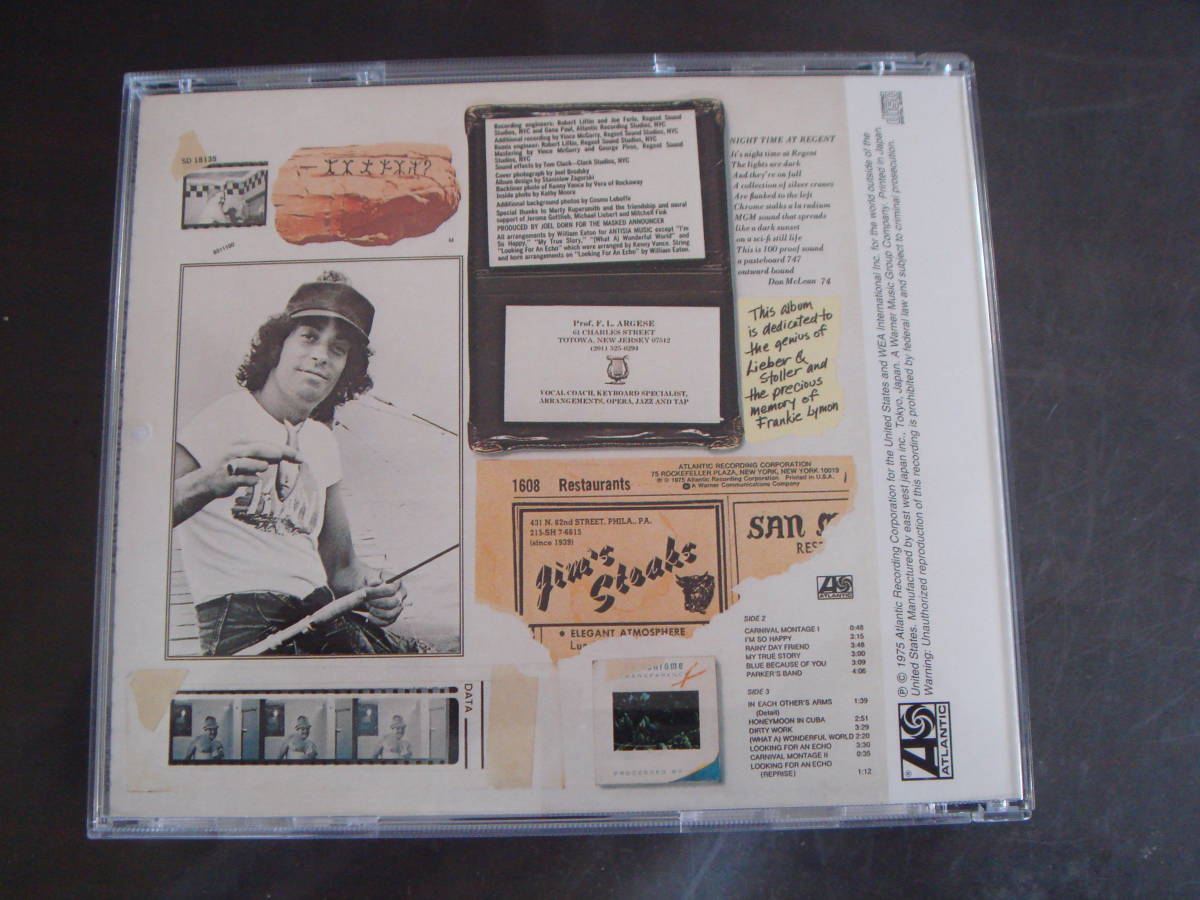 SD 18135
6011100
M
Recording engineers: Robert Liftin and Joe Ferla, Regent Sound
Studios, NYC and Gene Paul, Atlantic Recording Studios, NYC
Additional recording by Vince McGarry, Regent Sound Studios, NYC
Remix engineer: Robert Liftin, Regent Sound Studios, NYC
Mastering by Vince McGarry and George Piros, Regent Sound
Studios, NYC
Sound effects by Tom Clack—Clack Studios, NYC
Cover photograph by Joel Brodsky
Album design by Stanislaw Zagorski
Backliner photo of Kenny Vance by Vera of Rockaway
Inside photo by Kathy Moore
Additional background photos by Cosmo Laboffe
Special thanks to Marty Kupersmith and the friendship and moral
support of Jerome Gottlieb, Michael Liebert and Mitchell Fink
PRODUCED BY JOEL DORN FOR THE MASKED ANNOUNCER
All arrangements by William Eaton for ANTISIA MUSIC except "I'm
So Happy," "My True Story," "(What A) Wonderful World" and
"Looking For An Echo" which were arranged by Kenny Vance. String
and horn arrangements on "Looking For An Echo" by William Eaton.
Prof. F. L. ARGESE
61 CHARLES STREET
TOTOWA, NEW JERSEY 07512
(201) 525-0294
VOCAL COACH, KEYBOARD SPECIALIST,
ARRANGEMENTS, OPERA, JAZZ AND TAP
NIGHT TIME AT REGENT
It's night time at Regent
The lights are dark
And they're on full
A collection of silver cranes
Are flanked to the left
Chrome stalks a la radium
MGM sound that spreads
like a dark sunset
on a sci-fi still life
This is 100 proof sound
a pasteboard 747
outward bound
Don McLean 74
This album
is dedicated to
the genius of
Lieber &
Stoller and
the precious
memory of
Frankie Lymon
ATLANTIC RECORDING CORPORATION
75 ROCKEFELLER PLAZA, NEW YORK, NEW YORK 10019
℗ © 1975 Atlantic Recording Corporation Printed in U.S.A.
A Warner Communications Company
1608 Restaurants
431 N. 62nd STREET, PHILA., PA.
215-SH 7-6615
(since 1939)
Jim's
Steaks
• ELEGANT ATMOSPHERE
SAN
ATLANTIC
DATA
TRANSPARENCY
PROCESSED BY
SIDE 2
CARNIVAL MONTAGE I 0:48
I'M SO HAPPY 3:15
RAINY DAY FRIEND 3:48
MY TRUE STORY 3:00
BLUE BECAUSE OF YOU 3:09
PARKER'S BAND 4:06
SIDE 3
IN EACH OTHER'S ARMS 1:39
(Detail)
HONEYMOON IN CUBA 2:51
DIRTY WORK 3:29
(WHAT A) WONDERFUL WORLD 2:20
LOOKING FOR AN ECHO 3:30
CARNIVAL MONTAGE II 0:35
LOOKING FOR AN ECHO
(REPRISE) 1:12
℗ © 1975 Atlantic Recording Corporation for the United States and WEA International Inc. for the world outside of the
United States. Manufactured by east west japan inc., Tokyo, Japan. A Warner Music Group Company. Printed in Japan.
Warning: Unauthorized reproduction of this recording is prohibited by federal law and subject to criminal prosecution.
ATLANTIC
®